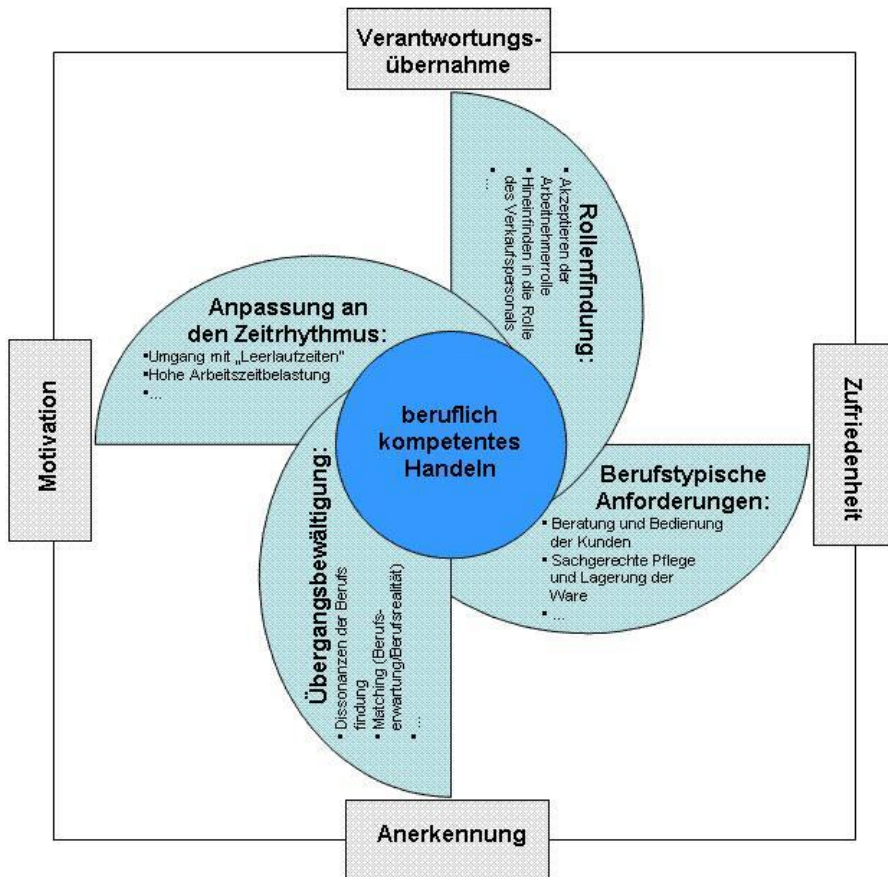 Verantwortungs-
übernahme
Rollenfindung:
▪ Akzeptieren der
Arbeitnehmerrolle
▪ Hineinfinden in die Rolle
des Verkaufspersonals
▪ ...
Anpassung an
den Zeitrhythmus:
▪Umgang mit „Leerlaufzeiten"
▪Hohe Arbeitszeitbelastung
▪...
Motivation
beruflich
kompetentes
Handeln
Zufriedenheit
Berufstypische
Anforderungen:
▪ Beratung und Bedienung
der Kunden
▪ Sachgerechte Pflege
und Lagerung der
Ware
▪ ...
Übergangsbewältigung:
▪ Dissonanzen der Berufs
findung
▪ Matching (Berufs-
erwartung/Berufsrealität)
▪ ...
Anerkennung